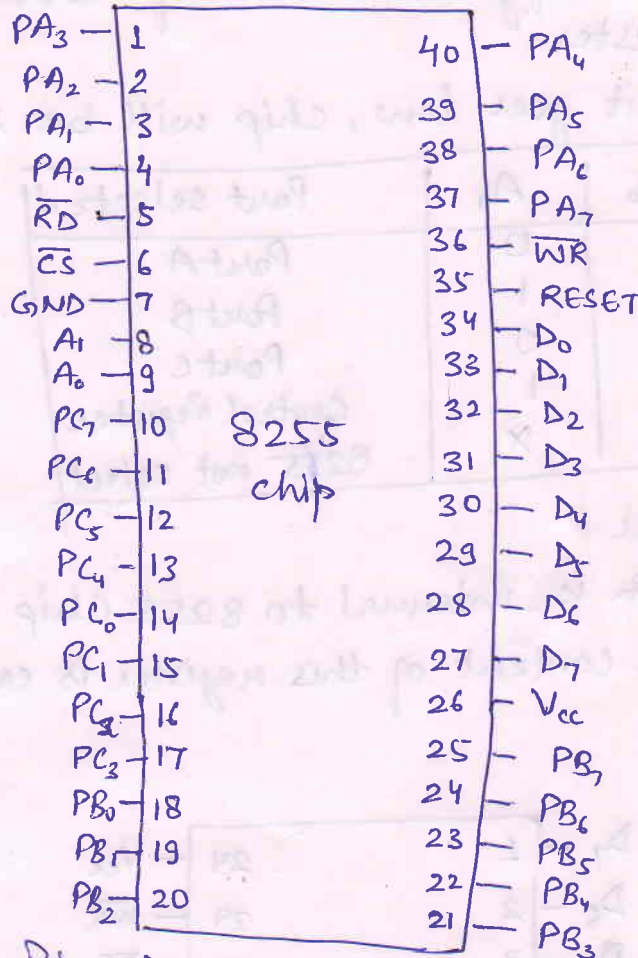 PA₃ 1 40 PA₄
PA₂ 2 39 PA₅
PA₁ 3 38 PA₆
PA₀ 4 37 PA₇
R̅D̅ 5 36 W̅R̅
C̅S̅ 6 35 RESET
GND 7 34 D₀
A₁ 8 33 D₁
A₀ 9 32 D₂
PC₇ 10 31 D₃
PC₆ 11 30 D₄
PC₅ 12 29 D₅
PC₄ 13 28 D₆
PC₀ 14 27 D₇
PC₁ 15 26 Vcc
PC₂ 16 25 PB₇
PC₃ 17 24 PB₆
PB₀ 18 23 PB₅
PB₁ 19 22 PB₄
PB₂ 20 21 PB₃
8255
chip